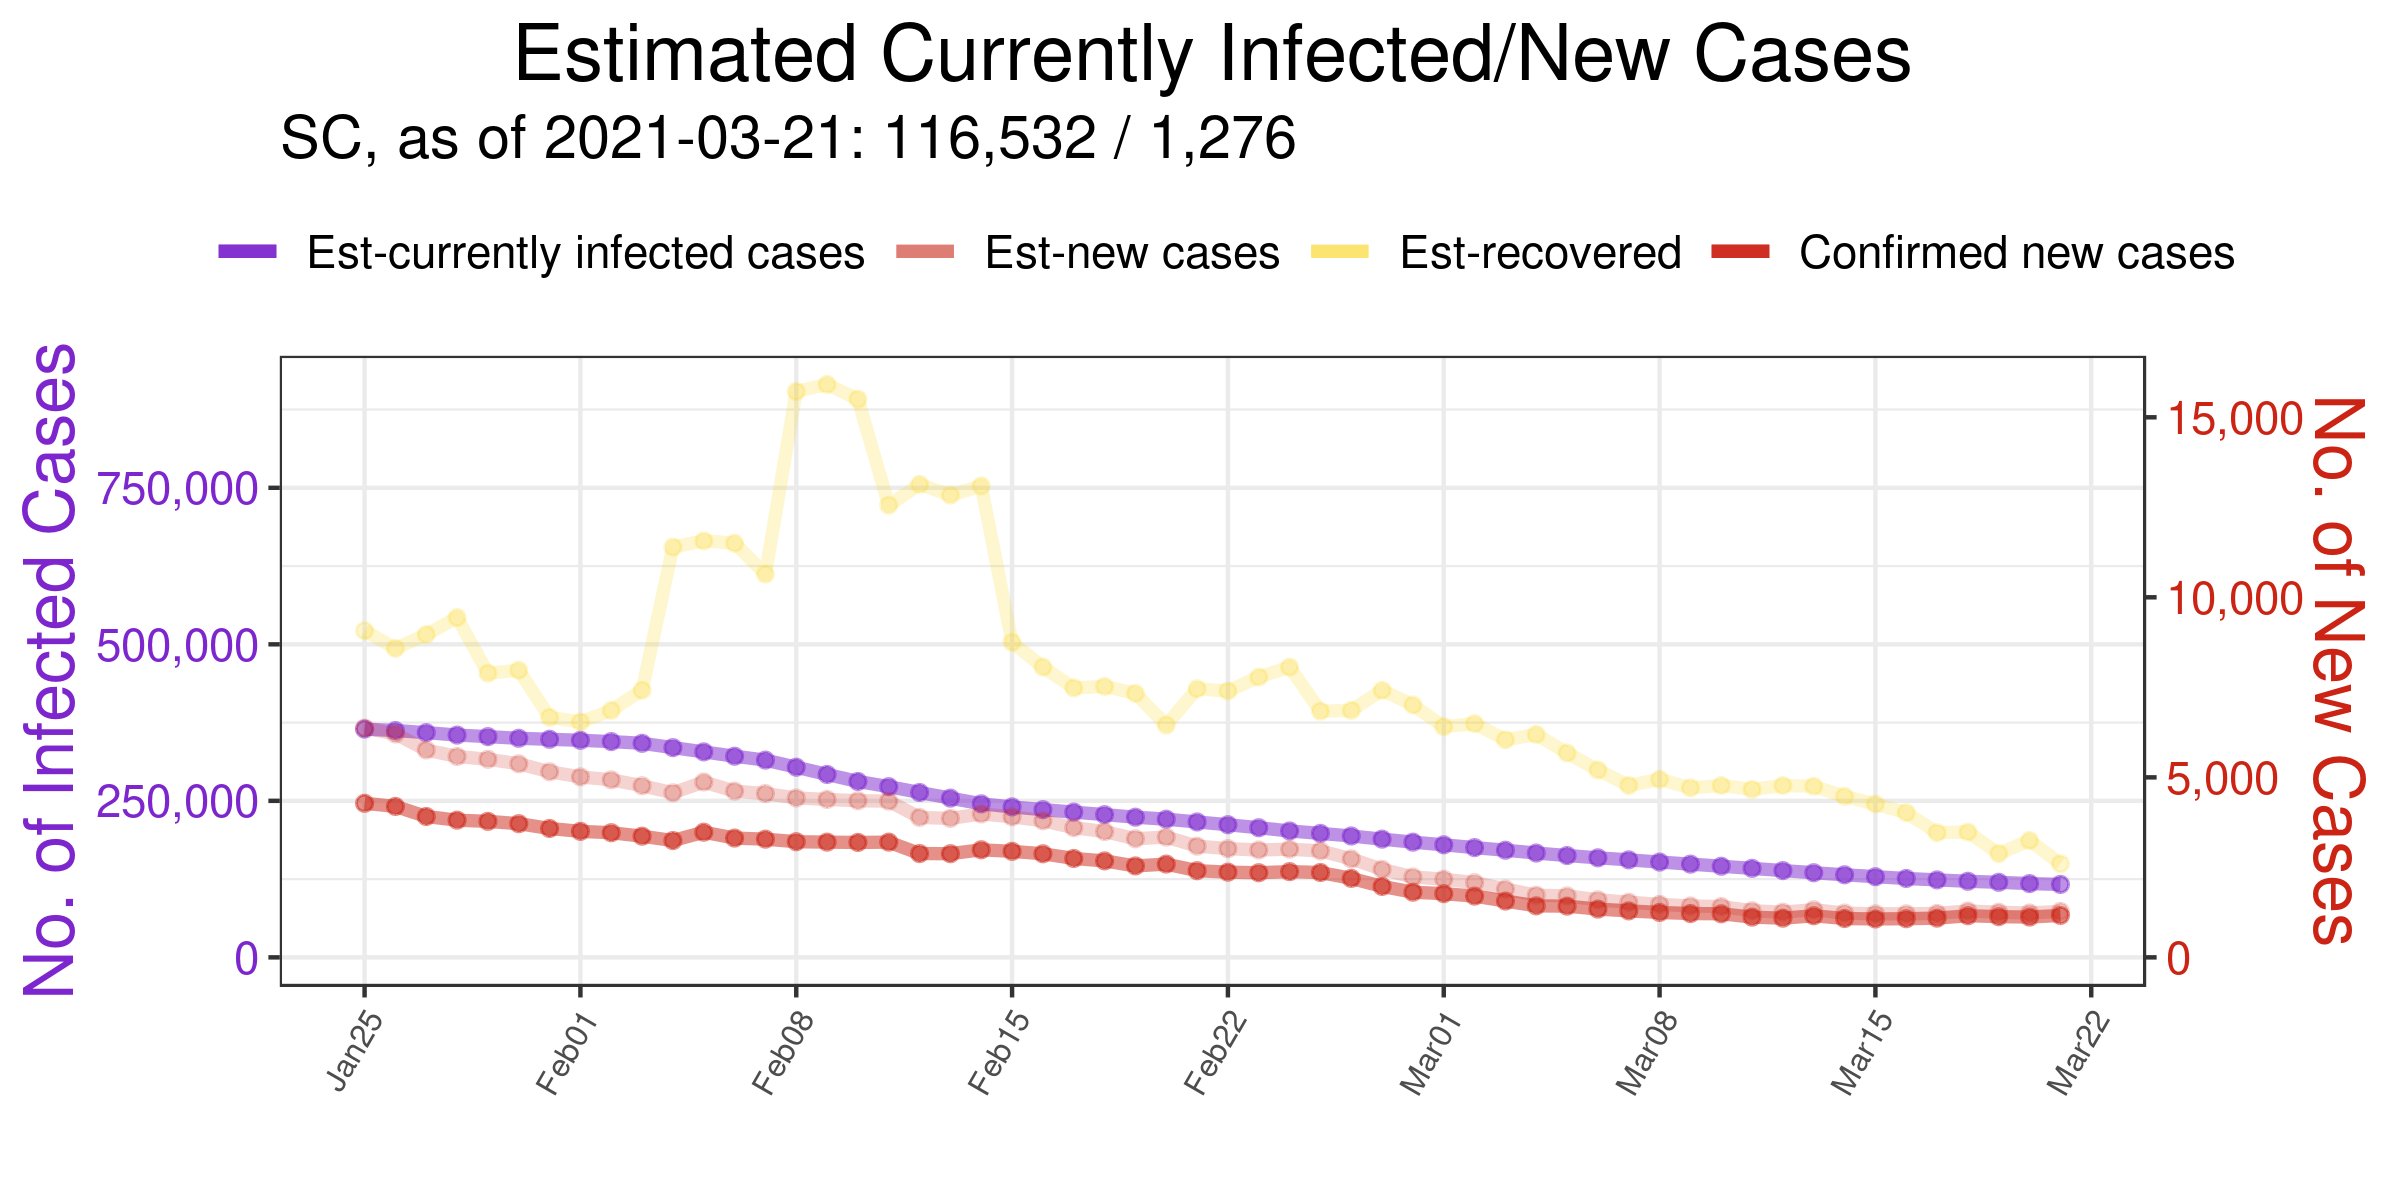 Estimated Currently Infected/New Cases
SC, as of 2021-03-21: 116,532 / 1,276
Est-currently infected cases Est-new cases Est-recovered Confirmed new cases
No. of Infected Cases
750,000
500,000
250,000
0
15,000
10,000
5,000
0
No. of New Cases
Jan25 Feb01 Feb08 Feb15 Feb22 Mar01 Mar08 Mar15 Mar22